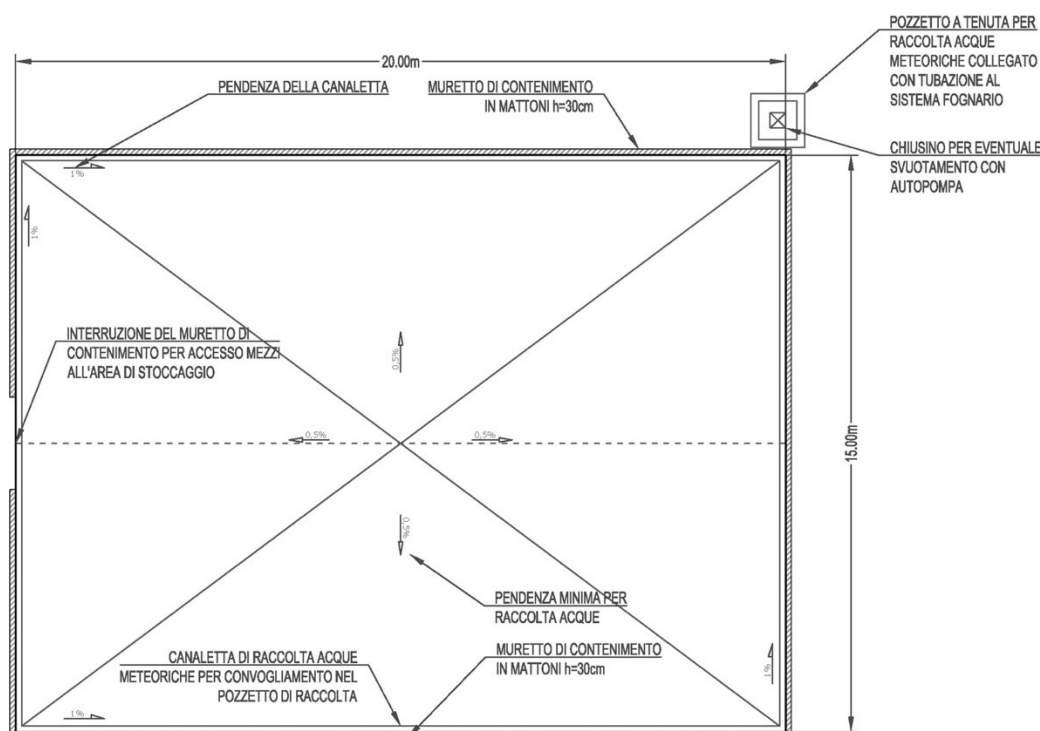 POZZETTO A TENUTA PER
RACCOLTA ACQUE
METEORICHE COLLEGATO
CON TUBAZIONE AL
SISTEMA FOGNARIO
20.00m
PENDENZA DELLA CANALETTA
MURETTO DI CONTENIMENTO
IN MATTONI h=30cm
CHIUSINO PER EVENTUALE
SVUOTAMENTO CON
AUTOPOMPA
1%
1%
INTERRUZIONE DEL MURETTO DI
CONTENIMENTO PER ACCESSO MEZZI
ALL'AREA DI STOCCAGGIO
0,5%
0,5%
0,5%
15.00m
0,5%
PENDENZA MINIMA PER
RACCOLTA ACQUE
CANALETTA DI RACCOLTA ACQUE
METEORICHE PER CONVOGLIAMENTO NEL
POZZETTO DI RACCOLTA
MURETTO DI CONTENIMENTO
IN MATTONI h=30cm
1%
1%